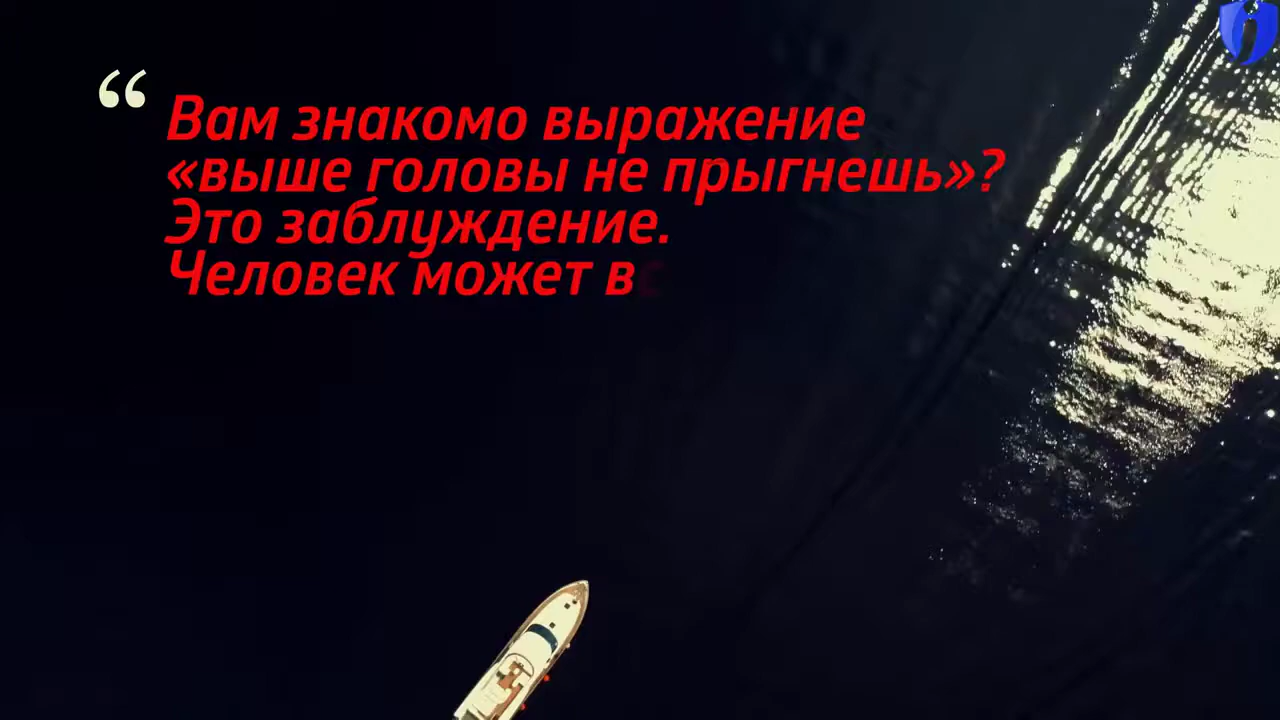 “ Вам знакомо выражение
«выше головы не прыгнешь»?
Это заблуждение.
Человек может в